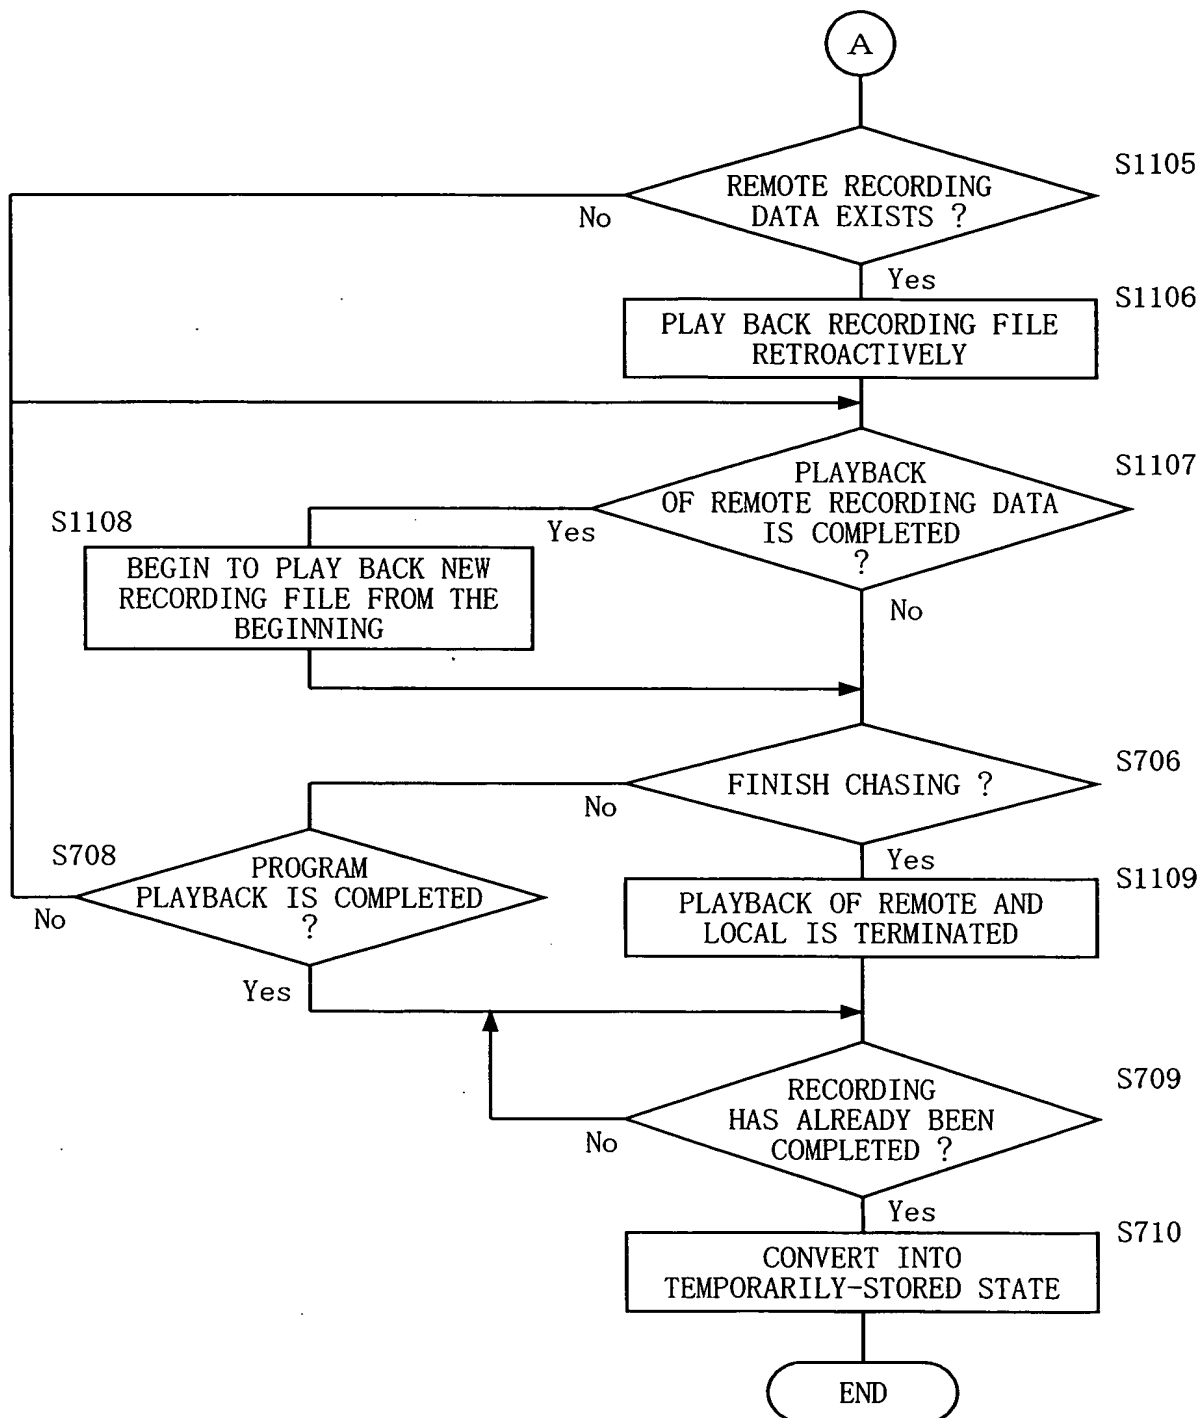 A
S1105
REMOTE RECORDING
DATA EXISTS ?
No
Yes
S1106
PLAY BACK RECORDING FILE
RETROACTIVELY
S1107
PLAYBACK
OF REMOTE RECORDING DATA
IS COMPLETED
?
Yes
No
S1108
BEGIN TO PLAY BACK NEW
RECORDING FILE FROM THE
BEGINNING
S706
FINISH CHASING ?
No
Yes
S708
PROGRAM
PLAYBACK IS COMPLETED
?
No
Yes
S1109
PLAYBACK OF REMOTE AND
LOCAL IS TERMINATED
S709
RECORDING
HAS ALREADY BEEN
COMPLETED ?
No
Yes
S710
CONVERT INTO
TEMPORARILY-STORED STATE
END